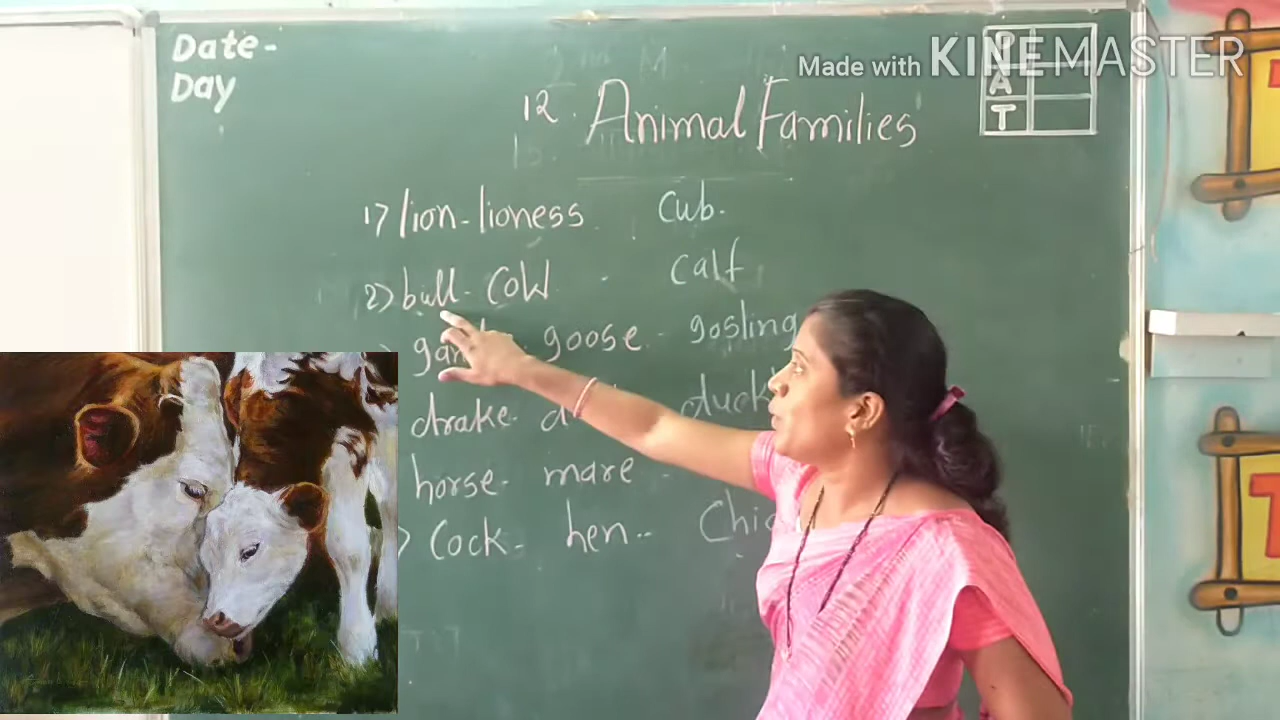 Date-
Day
Made with KINEMASTER
P
A
T
12. Animal Families
1) lion - lioness Cub.
2) bull - Cow - Calf
goose - gosling
drake -
horse - mare -
Cock - hen --